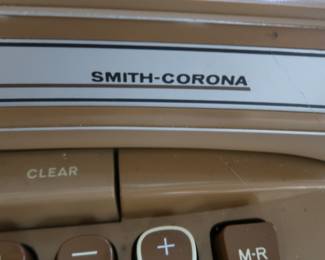 SMITH-CORONA
CLEAR
− + M-R